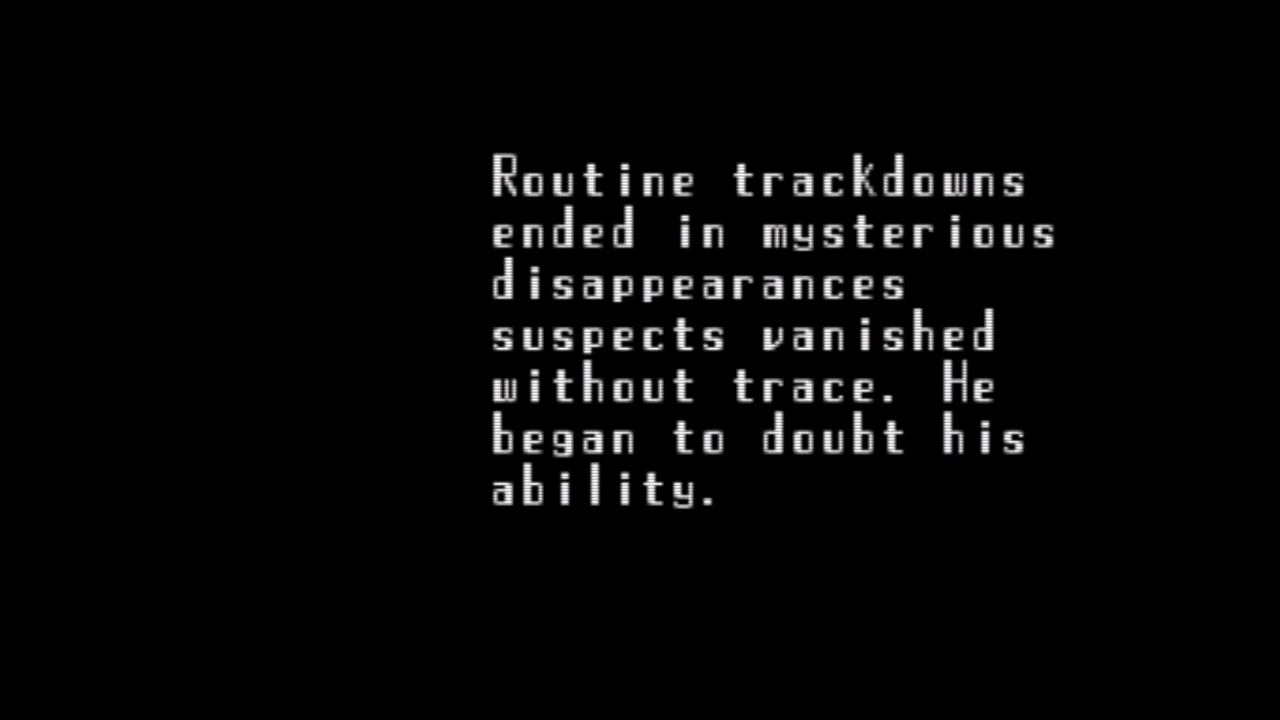 Routine trackdowns
ended in mysterious
disappearances
suspects vanished
without trace. He
began to doubt his
ability.